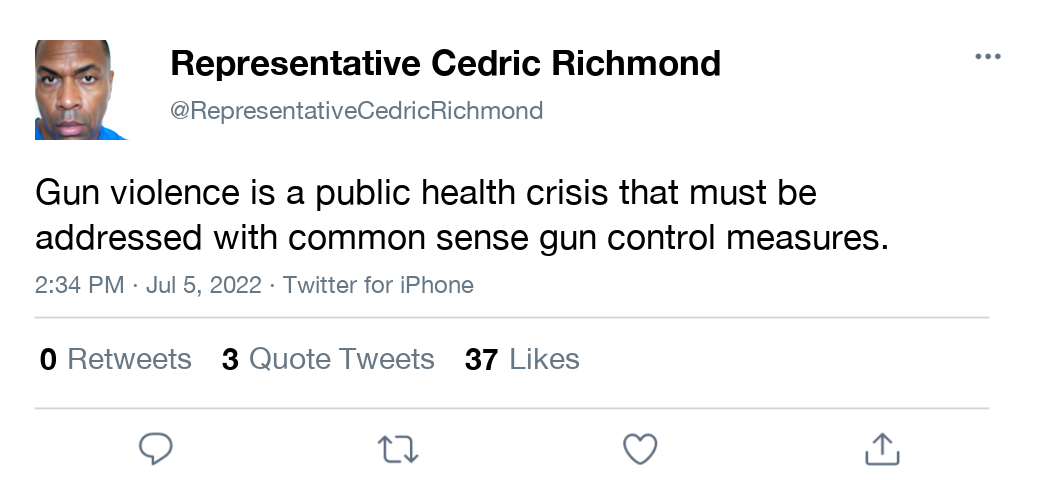 Representative Cedric Richmond
@RepresentativeCedricRichmond
Gun violence is a public health crisis that must be
addressed with common sense gun control measures.
2:34 PM · Jul 5, 2022 · Twitter for iPhone
0 Retweets 3 Quote Tweets 37 Likes